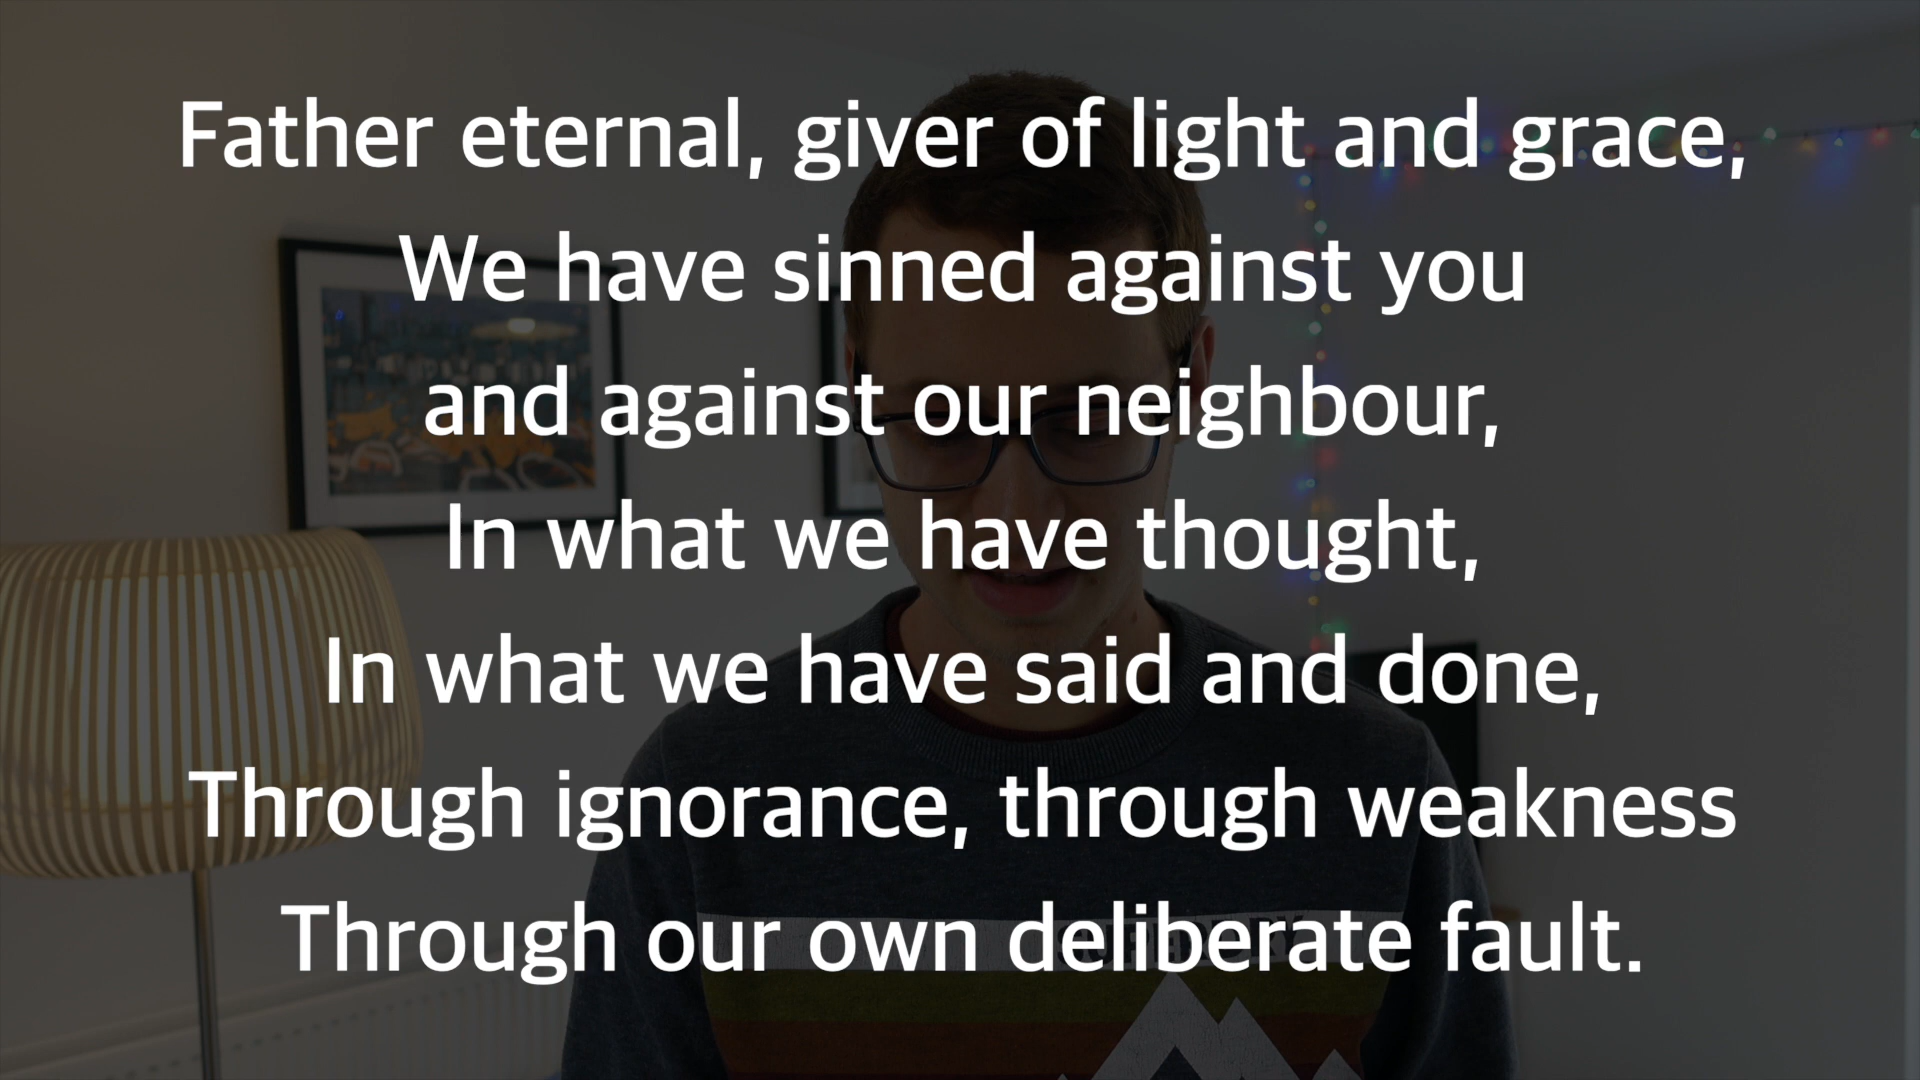 Father eternal, giver of light and grace,
We have sinned against you
and against our neighbour,
In what we have thought,
In what we have said and done,
Through ignorance, through weakness
Through our own deliberate fault.
SUPERDRY